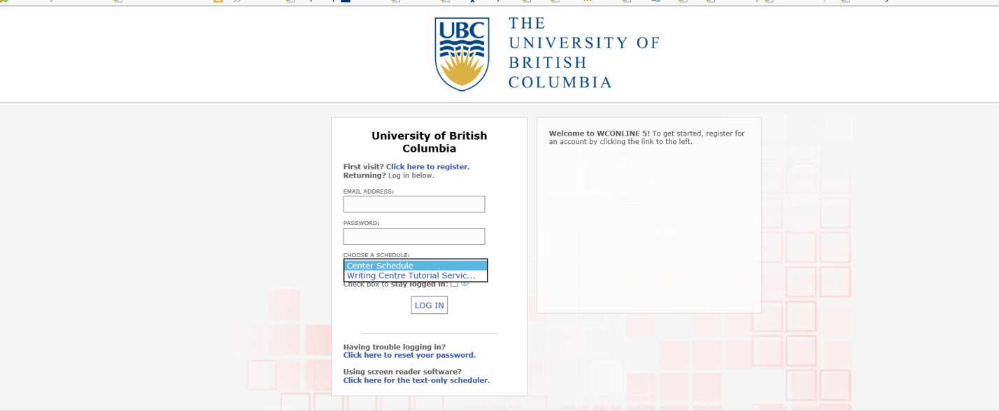 UBC
THE
UNIVERSITY OF
BRITISH
COLUMBIA
University of British
Columbia
First visit? Click here to register.
Returning? Log in below.
EMAIL ADDRESS:
PASSWORD:
CHOOSE A SCHEDULE:
Center Schedule
Writing Centre Tutorial Servic...
Check box to stay logged in:
LOG IN
Having trouble logging in?
Click here to reset your password.
Using screen reader software?
Click here for the text-only scheduler.
Welcome to WCONLINE 5! To get started, register for
an account by clicking the link to the left.